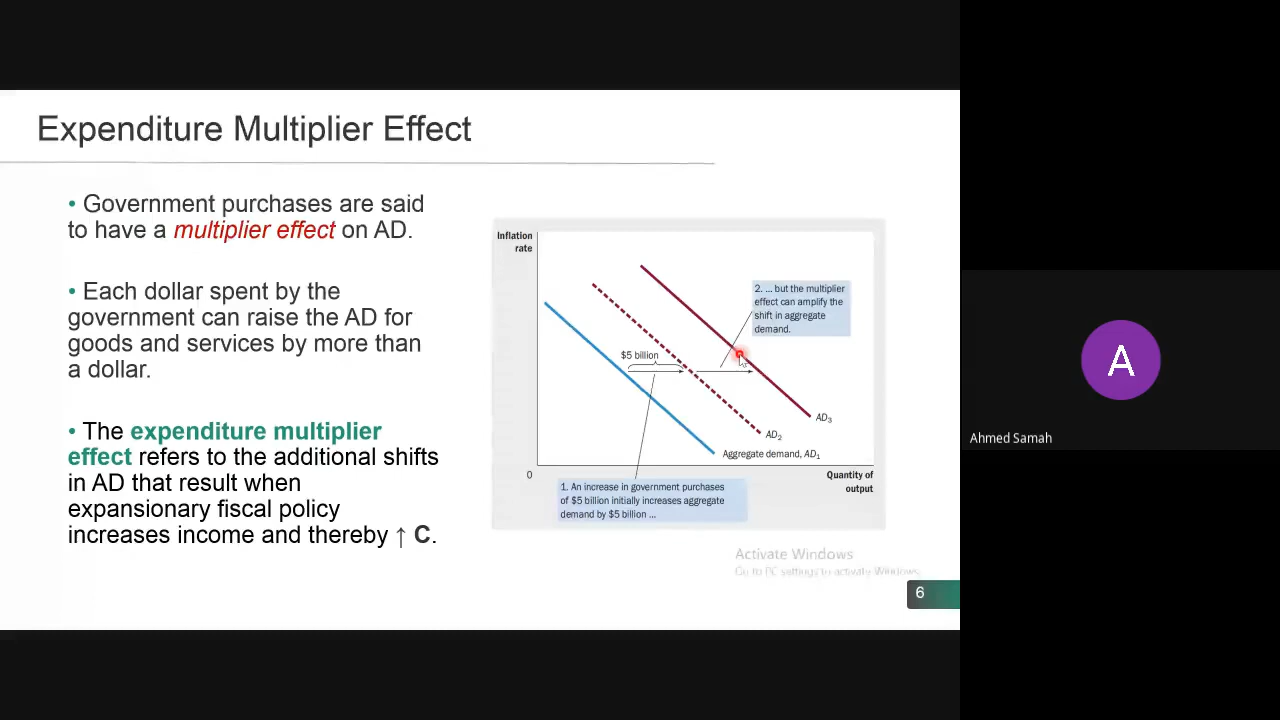 Expenditure Multiplier Effect
• Government purchases are said
to have a multiplier effect on AD.
• Each dollar spent by the
government can raise the AD for
goods and services by more than
a dollar.
• The expenditure multiplier
effect refers to the additional shifts
in AD that result when
expansionary fiscal policy
increases income and thereby ↑ C.
Inflation
rate
2. ... but the multiplier
effect can amplify the
shift in aggregate
demand.
$5 billion
AD3
AD2
Aggregate demand, AD1
0
Quantity of
output
1. An increase in government purchases
of $5 billion initially increases aggregate
demand by $5 billion ...
Activate Windows
Go to PC settings to activate Windows.
6
A
Ahmed Samah